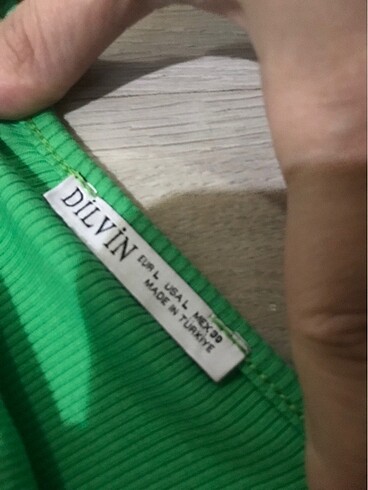 DİLVİN
EUR L USA L MEX 30
MADE IN TÜRKİYE